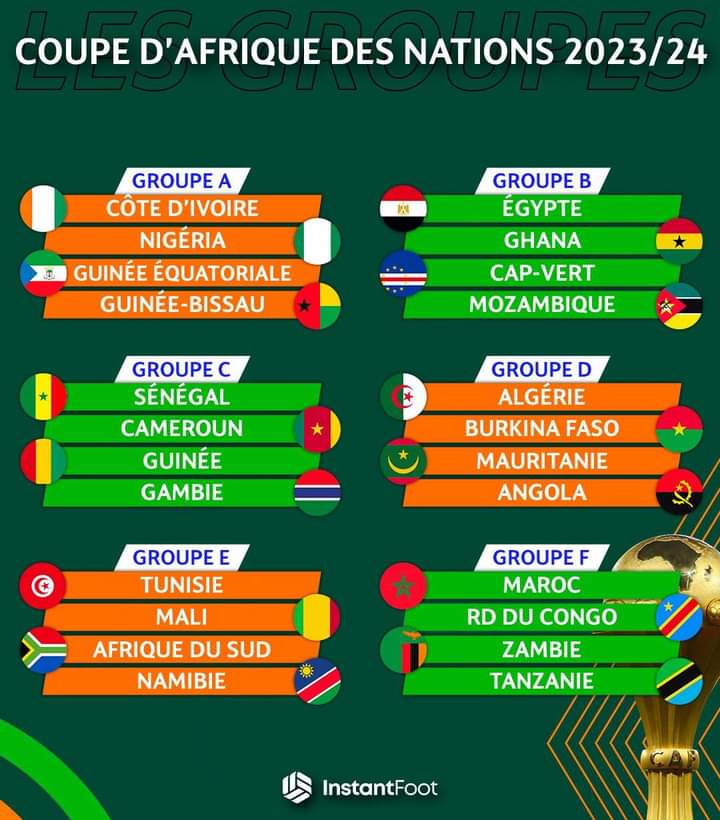 LES GROUPES
COUPE D'AFRIQUE DES NATIONS 2023/24
GROUPE A
CÔTE D'IVOIRE
NIGÉRIA
GUINÉE ÉQUATORIALE
GUINÉE-BISSAU
GROUPE B
ÉGYPTE
GHANA
CAP-VERT
MOZAMBIQUE
GROUPE C
SÉNÉGAL
CAMEROUN
GUINÉE
GAMBIE
GROUPE D
ALGÉRIE
BURKINA FASO
MAURITANIE
ANGOLA
GROUPE E
TUNISIE
MALI
AFRIQUE DU SUD
NAMIBIE
GROUPE F
MAROC
RD DU CONGO
ZAMBIE
TANZANIE
CAF
InstantFoot